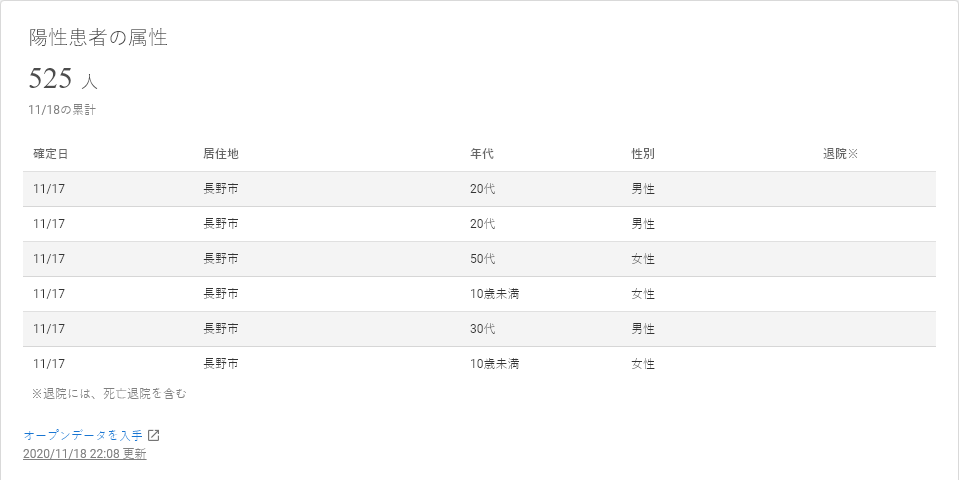 陽性患者の属性
525 人
11/18の累計
確定日 居住地 年代 性別 退院※
11/17 長野市 20代 男性
11/17 長野市 20代 男性
11/17 長野市 50代 女性
11/17 長野市 10歳未満 女性
11/17 長野市 30代 男性
11/17 長野市 10歳未満 女性
※退院には、死亡退院を含む
オープンデータを入手
2020/11/18 22:08 更新